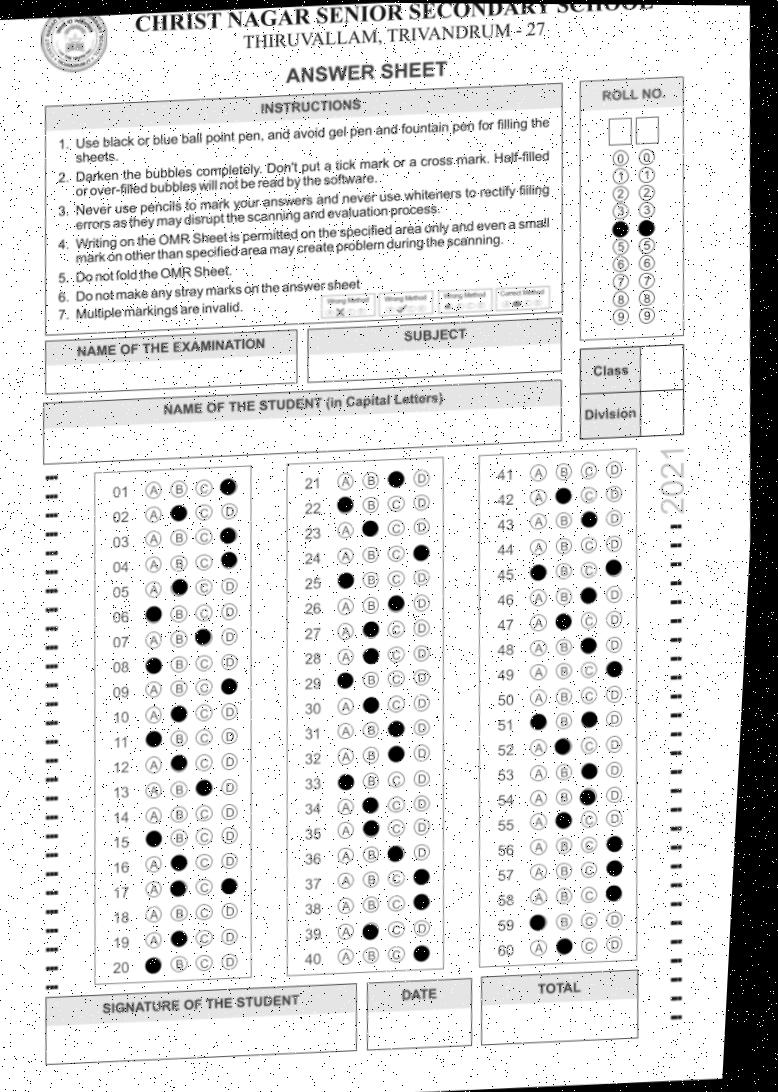 CHRIST NAGAR SENIOR SECONDARY SCHOOL
THIRUVALLAM, TRIVANDRUM - 27
ANSWER SHEET
INSTRUCTIONS
1. Use black or blue ball point pen, and avoid gel pen and fountain pen for filling the
sheets.
2. Darken the bubbles completely. Don't put a tick mark or a cross mark. Half-filled
or over-filled bubbles will not be read by the software.
3. Never use pencils to mark your answers and never use whiteners to rectify filling
errors as they may disrupt the scanning and evaluation process.
4. Writing on the OMR Sheet is permitted on the specified area only and even a small
mark on other than specified area may create problem during the scanning.
5. Do not fold the OMR Sheet.
6. Do not make any stray marks on the answer sheet
7. Multiple markings are invalid.
Wrong Method Wrong Method Wrong Method Correct Method
ROLL NO.
0 0
1 1
2 2
3 3
5 5
6 6
7 7
8 8
9 9
NAME OF THE EXAMINATION
SUBJECT
Class
Division
NAME OF THE STUDENT (in Capital Letters)
2021
01 A B C
02 A C D
03 A B C
04 A B C
05 A C D
06 B C D
07 A B D
08 B C D
09 A B C
10 A C D
11 B C D
12 A C D
13 A B D
14 A B C D
15 B C D
16 A C D
17 A C
18 A B C D
19 A C D
20 B C D
21 A B D
22 B C D
23 A C D
24 A B C
25 B C D
26 A B D
27 A C D
28 A C D
29 B C D
30 A C D
31 A B D
32 A B D
33 B C D
34 A C D
35 A C D
36 A B D
37 A B C
38 A B C
39 A C D
40 A B C
41 A B C D
42 A C D
43 A B D
44 A B C D
45 B C
46 A B D
47 A C D
48 A B D
49 A B C
50 A B C D
51 B D
52 A C D
53 A B D
54 A B D
55 A C D
56 A B C
57 A B C
58 A B C
59 B C D
60 A C D
SIGNATURE OF THE STUDENT
DATE
TOTAL